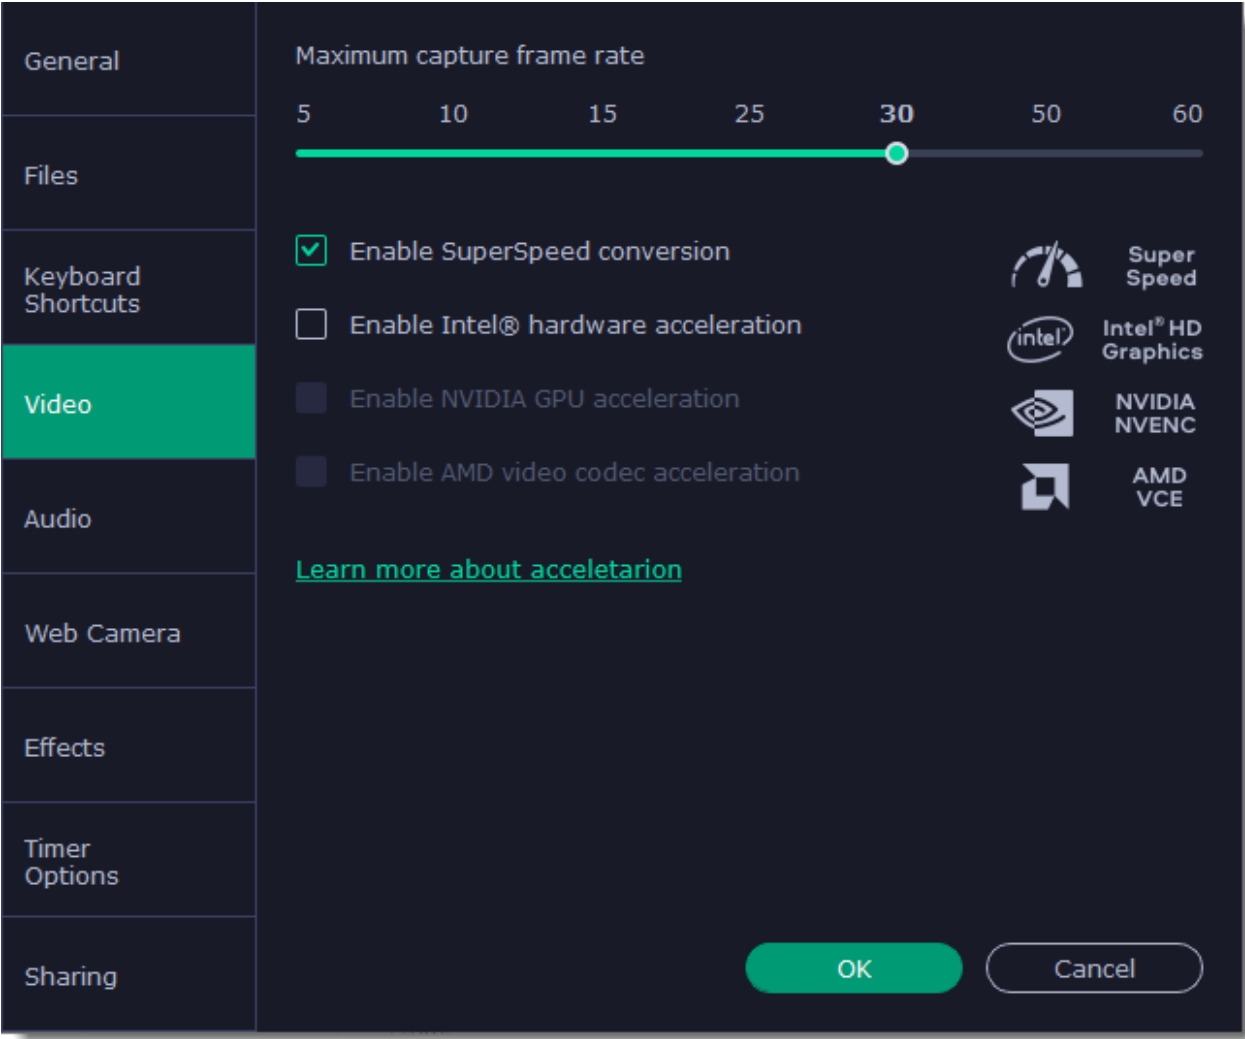 General
Files
Keyboard
Shortcuts
Video
Audio
Web Camera
Effects
Timer
Options
Sharing
Maximum capture frame rate
5 10 15 25 30 50 60
Enable SuperSpeed conversion
Super
Speed
Enable Intel® hardware acceleration
intel
Intel® HD
Graphics
Enable NVIDIA GPU acceleration
NVIDIA
NVENC
Enable AMD video codec acceleration
AMD
VCE
Learn more about acceletarion
OK
Cancel